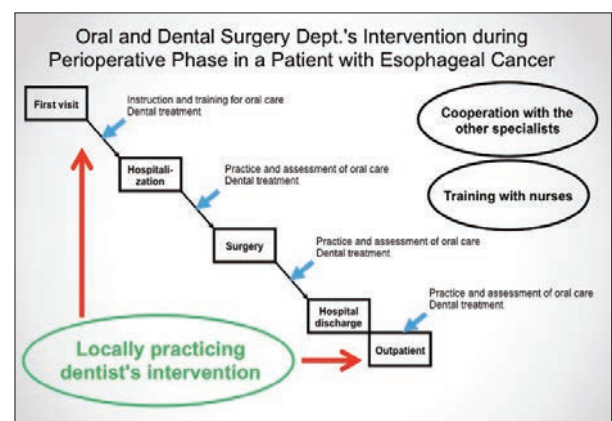 Oral and Dental Surgery Dept.'s Intervention during
Perioperative Phase in a Patient with Esophageal Cancer
First visit
Instruction and training for oral care
Dental treatment
Cooperation with the
other specialists
Hospitali-
zation
Practice and assessment of oral care
Dental treatment
Training with nurses
Surgery
Practice and assessment of oral care
Dental treatment
Hospital
discharge
Practice and assessment of oral care
Dental treatment
Outpatient
Locally practicing
dentist's intervention